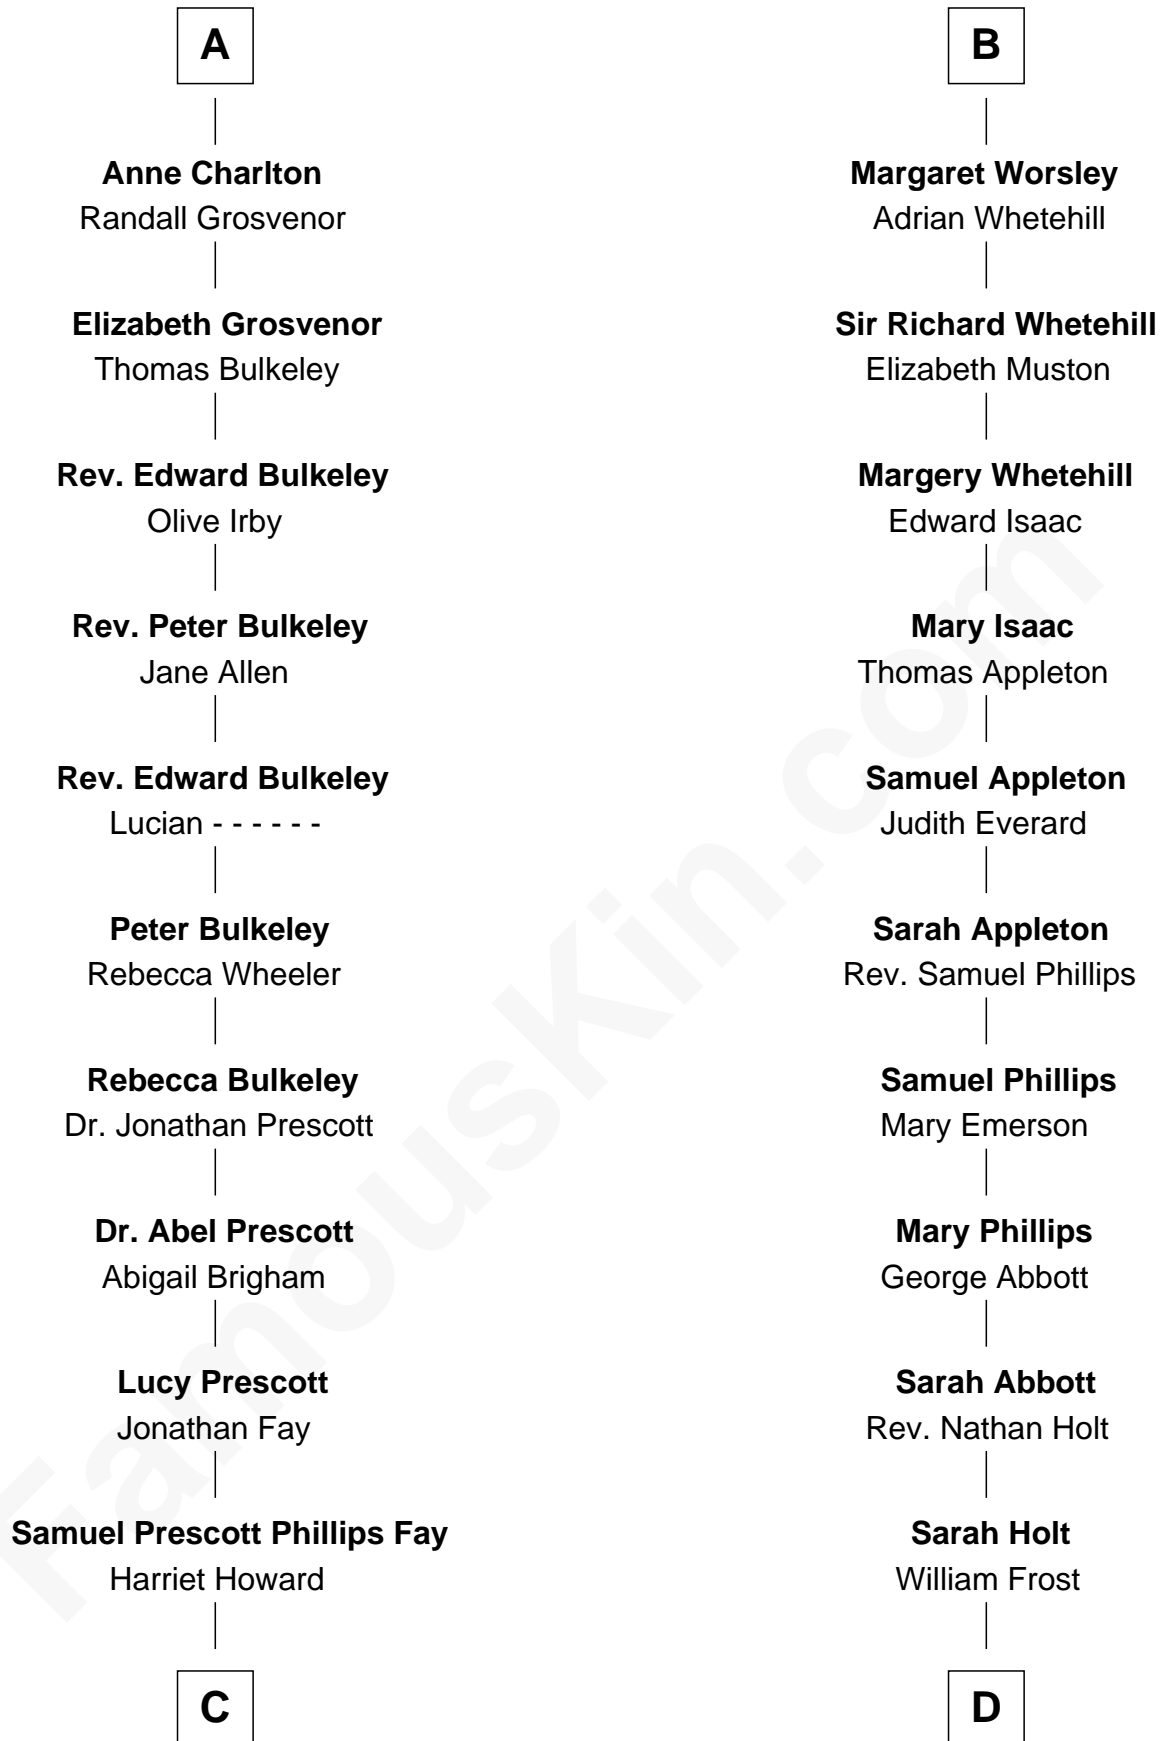 A
Anne Charlton
Randall Grosvenor
Elizabeth Grosvenor
Thomas Bulkeley
Rev. Edward Bulkeley
Olive Irby
Rev. Peter Bulkeley
Jane Allen
Rev. Edward Bulkeley
Lucian - - - - - -
Peter Bulkeley
Rebecca Wheeler
Rebecca Bulkeley
Dr. Jonathan Prescott
Dr. Abel Prescott
Abigail Brigham
Lucy Prescott
Jonathan Fay
Samuel Prescott Phillips Fay
Harriet Howard
C
B
Margaret Worsley
Adrian Whetehill
Sir Richard Whetehill
Elizabeth Muston
Margery Whetehill
Edward Isaac
Mary Isaac
Thomas Appleton
Samuel Appleton
Judith Everard
Sarah Appleton
Rev. Samuel Phillips
Samuel Phillips
Mary Emerson
Mary Phillips
George Abbott
Sarah Abbott
Rev. Nathan Holt
Sarah Holt
William Frost
D
FamousKin.com